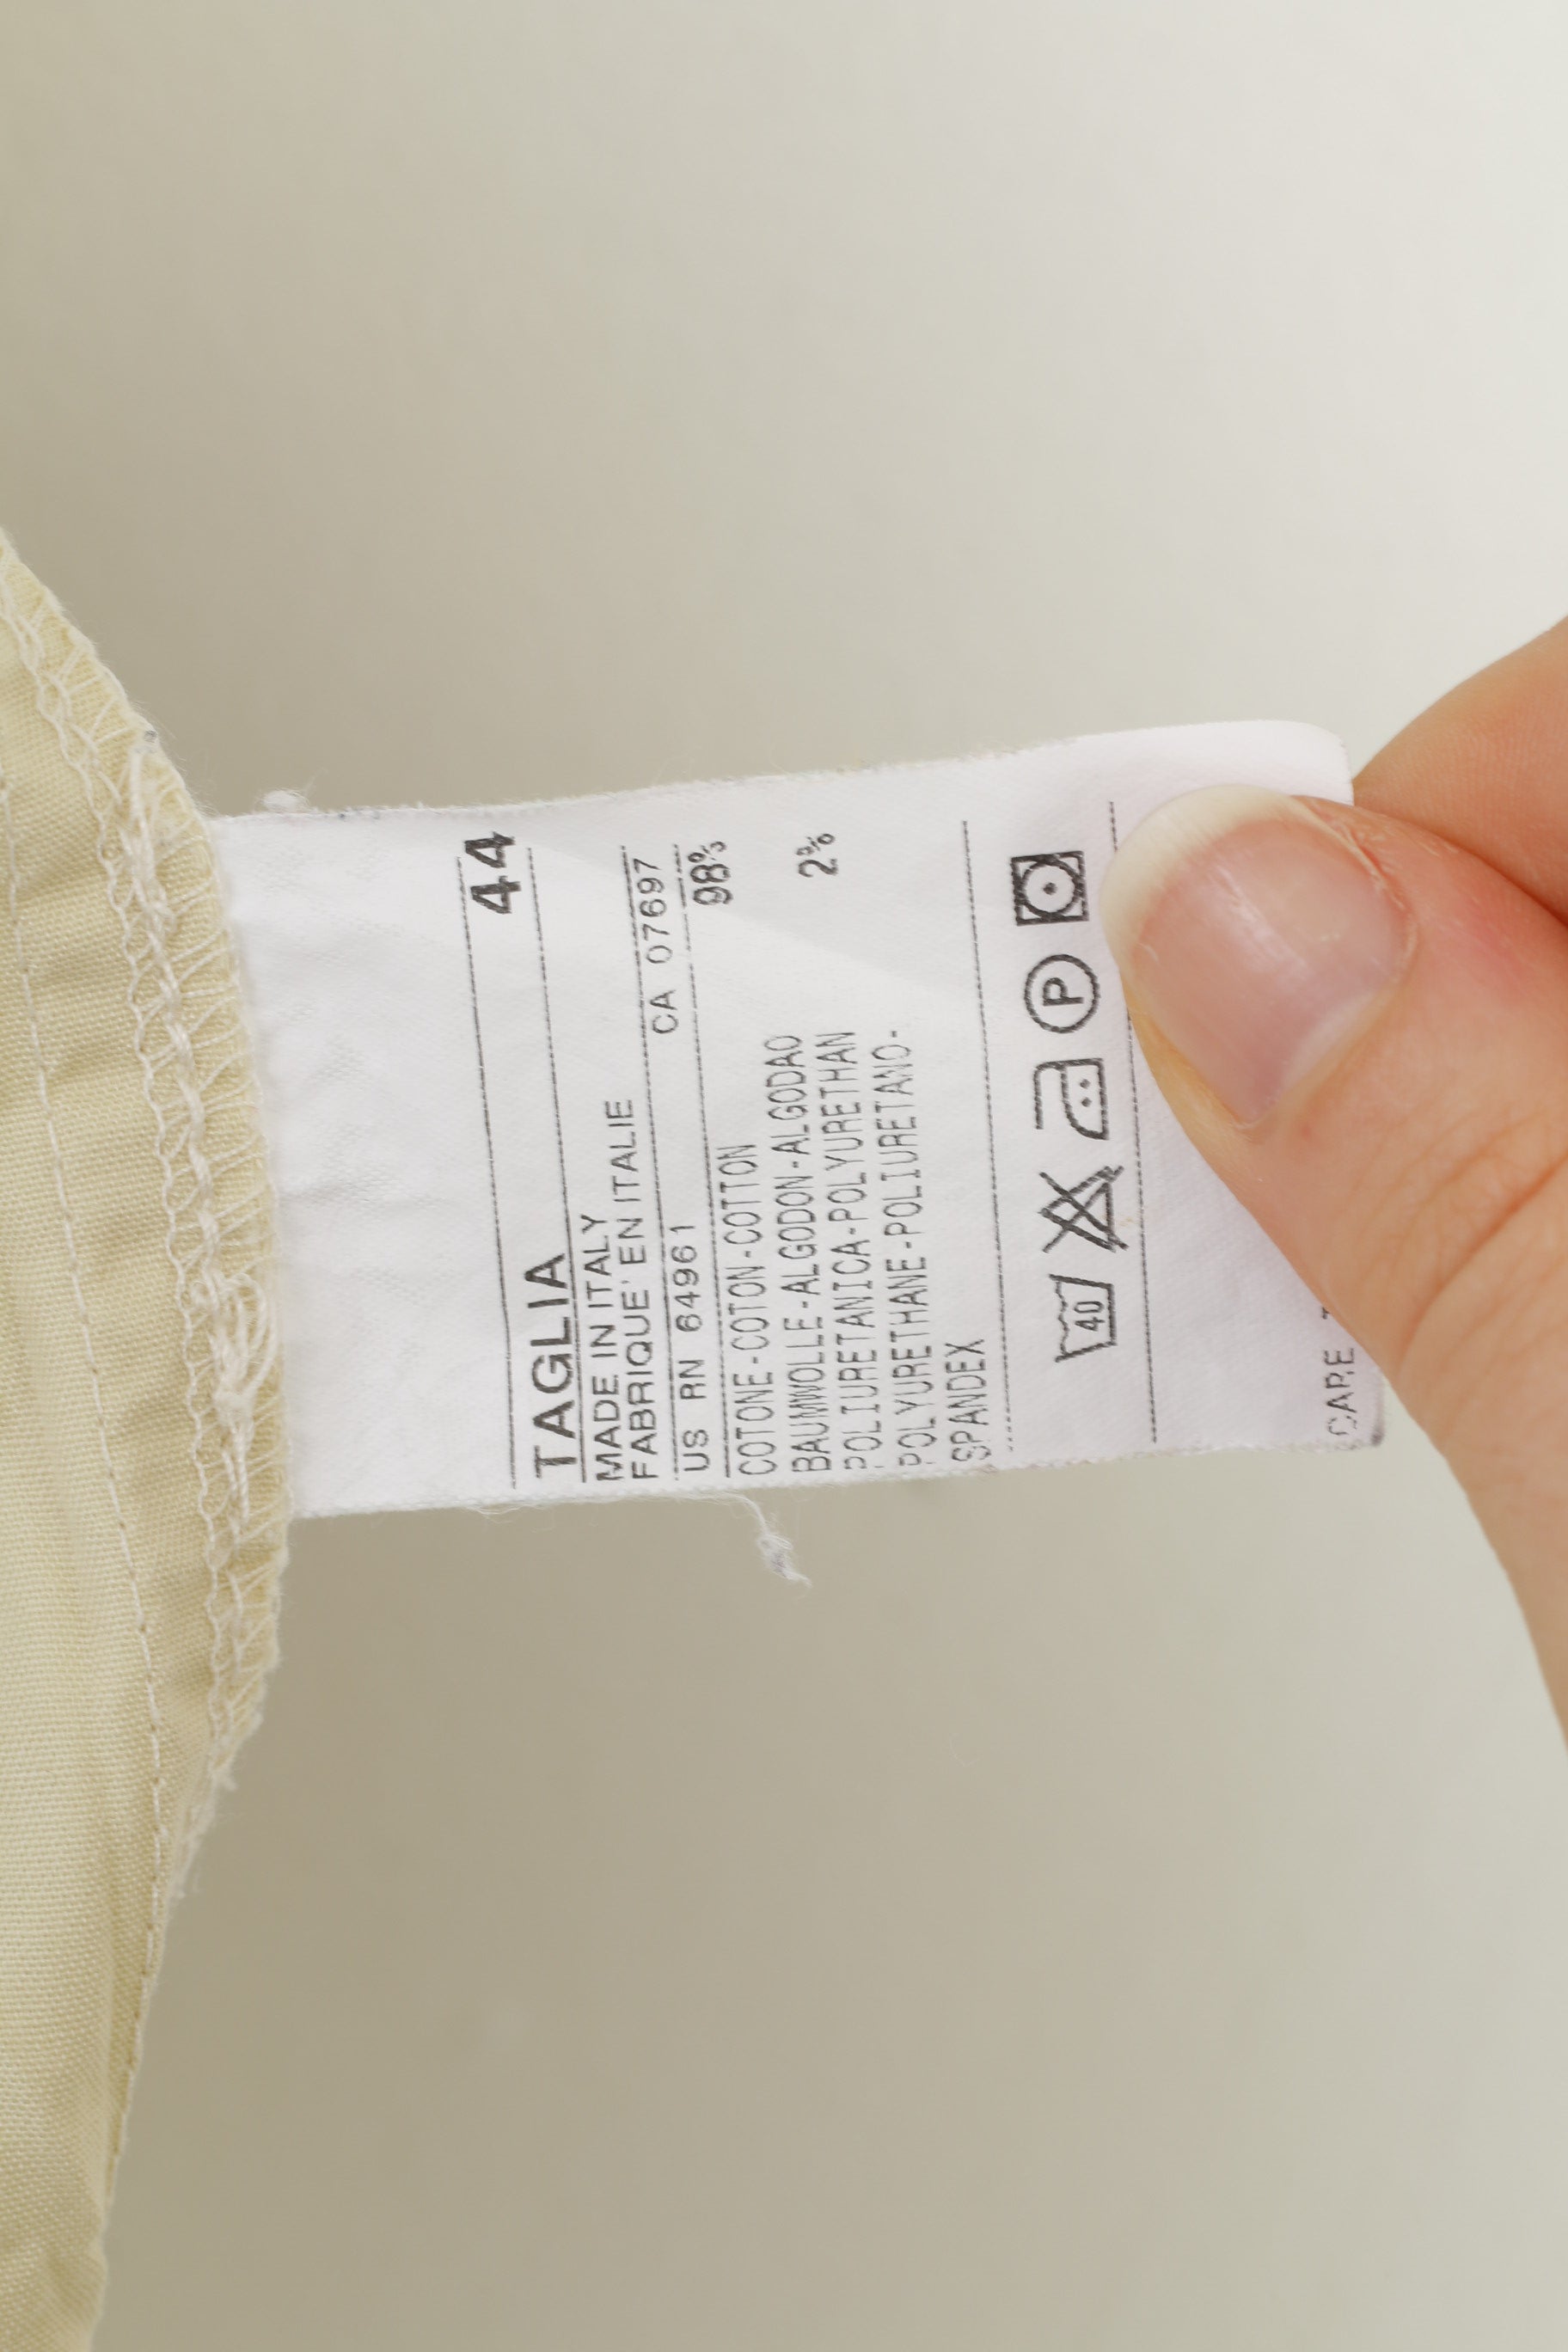 TAGLIA 44
MADE IN ITALY
FABRIQUE' EN ITALIE
US RN 64961 CA 07697
COTONE-COTON-COTTON 98%
BAUMWOLLE-ALGODON-ALGODAO
POLIURETANICA-POLYURETHAN 2%
POLYURETHANE-POLIURETANO-
SPANDEX
40 P
CARE